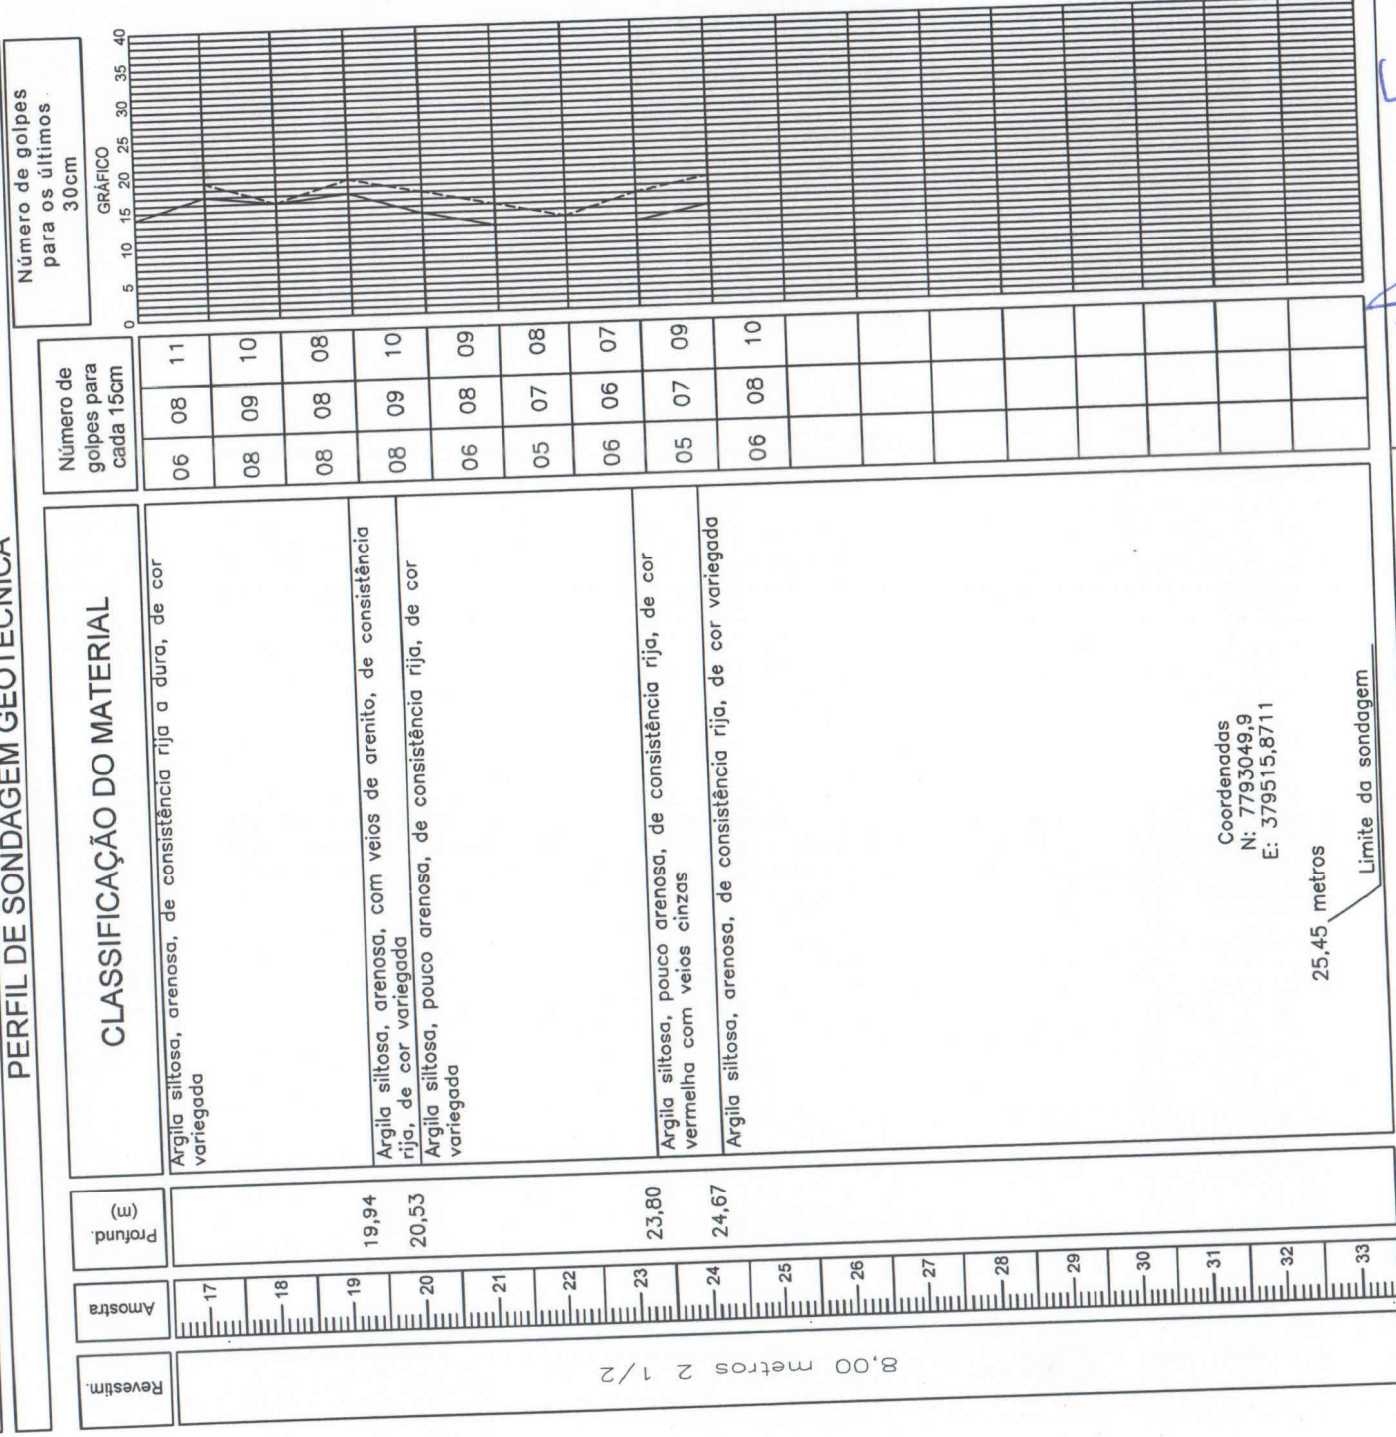 PERFIL DE SONDAGEM GEOTÉCNICA
Revestim.
Amostra
Profund.
(m)
CLASSIFICAÇÃO DO MATERIAL
Número de
golpes para
cada 15cm
Número de golpes
para os últimos
30cm
GRÁFICO
0 5 10 15 20 25 30 35 40
Argila siltosa, arenosa, de consistência rija a dura, de cor
variegada
19,94
Argila siltosa, arenosa, com veios de arenito, de consistência
rija, de cor variegada
20,53
Argila siltosa, pouco arenosa, de consistência rija, de cor
variegada
23,80
Argila siltosa, pouco arenosa, de consistência rija, de cor
vermelha com veios cinzas
24,67
Argila siltosa, arenosa, de consistência rija, de cor variegada
06 08 11
08 09 10
08 08 08
08 09 10
06 08 09
05 07 08
06 06 07
05 07 09
06 08 10
17
18
19
20
21
22
23
24
25
26
27
28
29
30
31
32
33
8,00 metros 2 1/2
Coordenadas
N: 7793049,9
E: 379515,8711
25,45 metros
Limite da sondagem